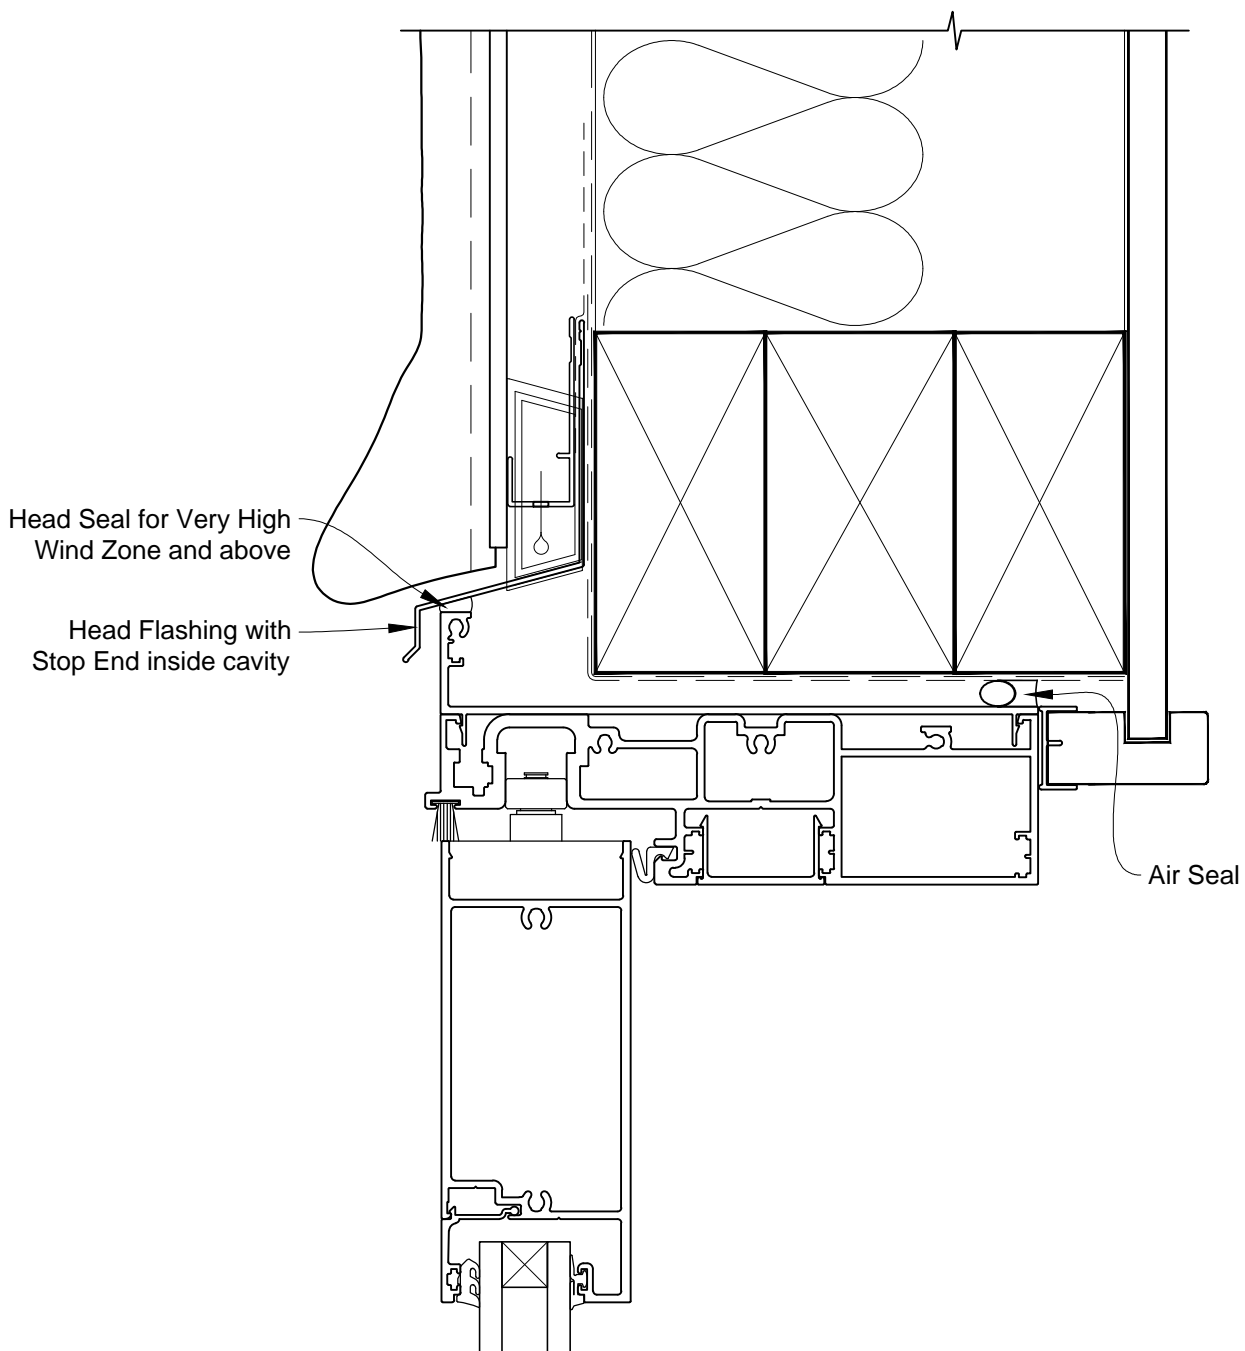 Head Seal for Very High
Wind Zone and above
Head Flashing with
Stop End inside cavity
Air Seal